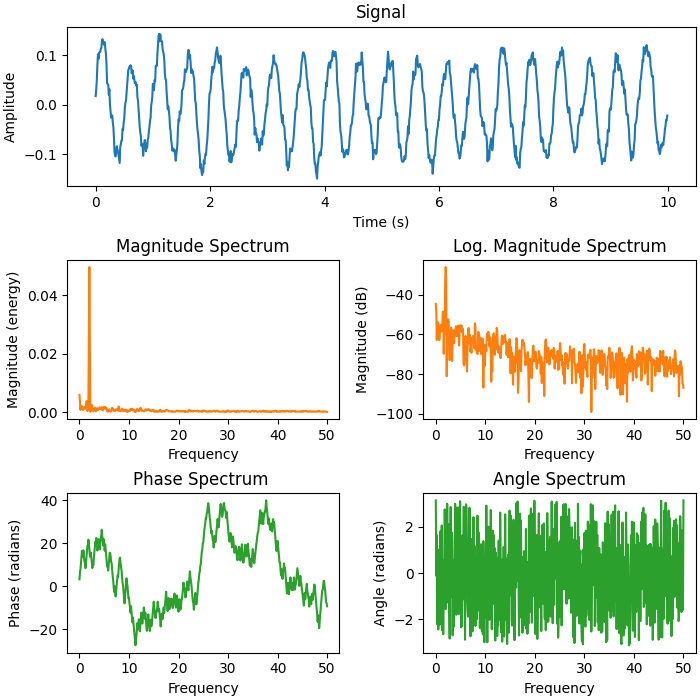 Signal
Amplitude
0.1
0.0
−0.1
0 2 4 6 8 10
Time (s)
Magnitude Spectrum
Magnitude (energy)
0.04
0.02
0.00
0 10 20 30 40 50
Frequency
Log. Magnitude Spectrum
Magnitude (dB)
−40
−60
−80
−100
0 10 20 30 40 50
Frequency
Phase Spectrum
Phase (radians)
40
20
0
−20
0 10 20 30 40 50
Frequency
Angle Spectrum
Angle (radians)
2
0
−2
0 10 20 30 40 50
Frequency